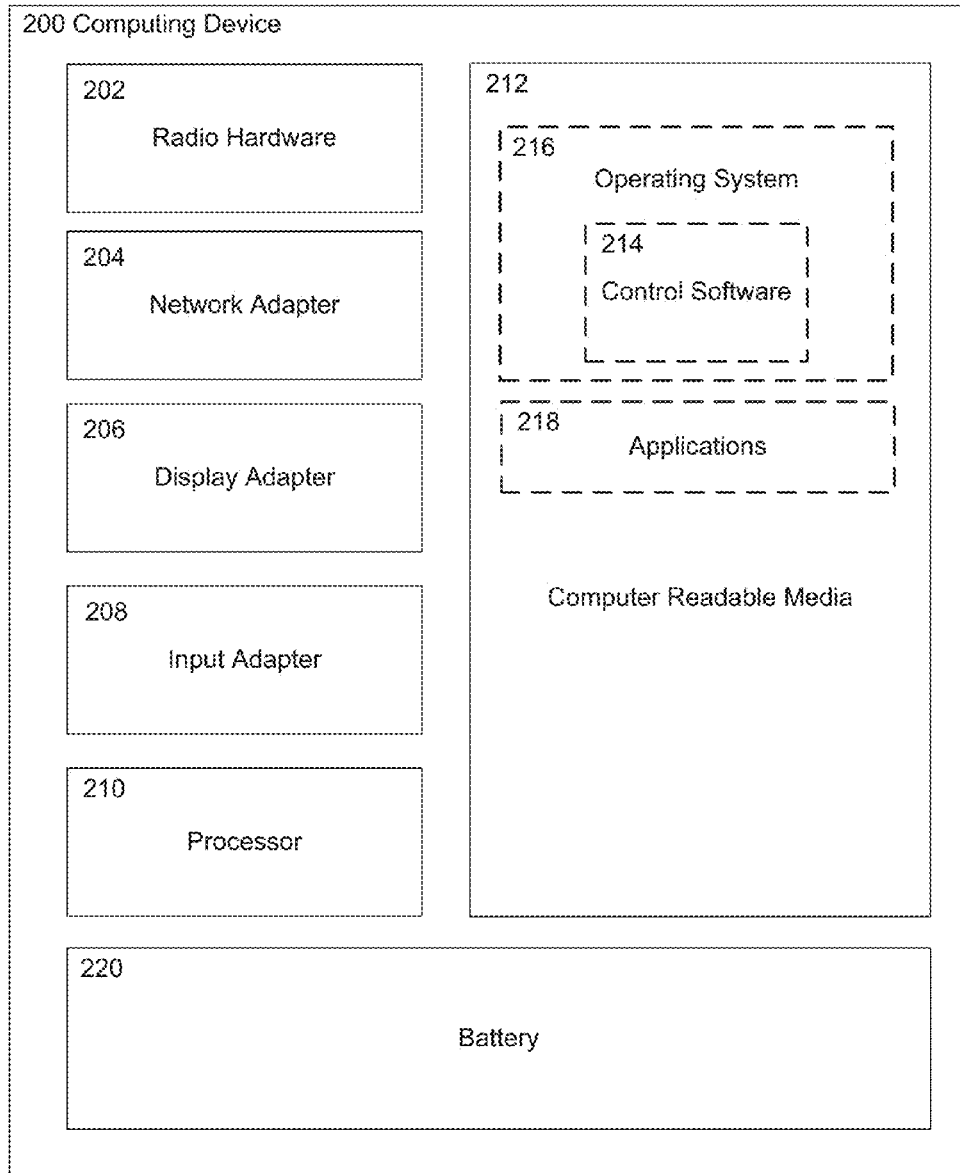 200 Computing Device
202
Radio Hardware
204
Network Adapter
206
Display Adapter
208
Input Adapter
210
Processor
212
216
Operating System
214
Control Software
218
Applications
Computer Readable Media
220
Battery